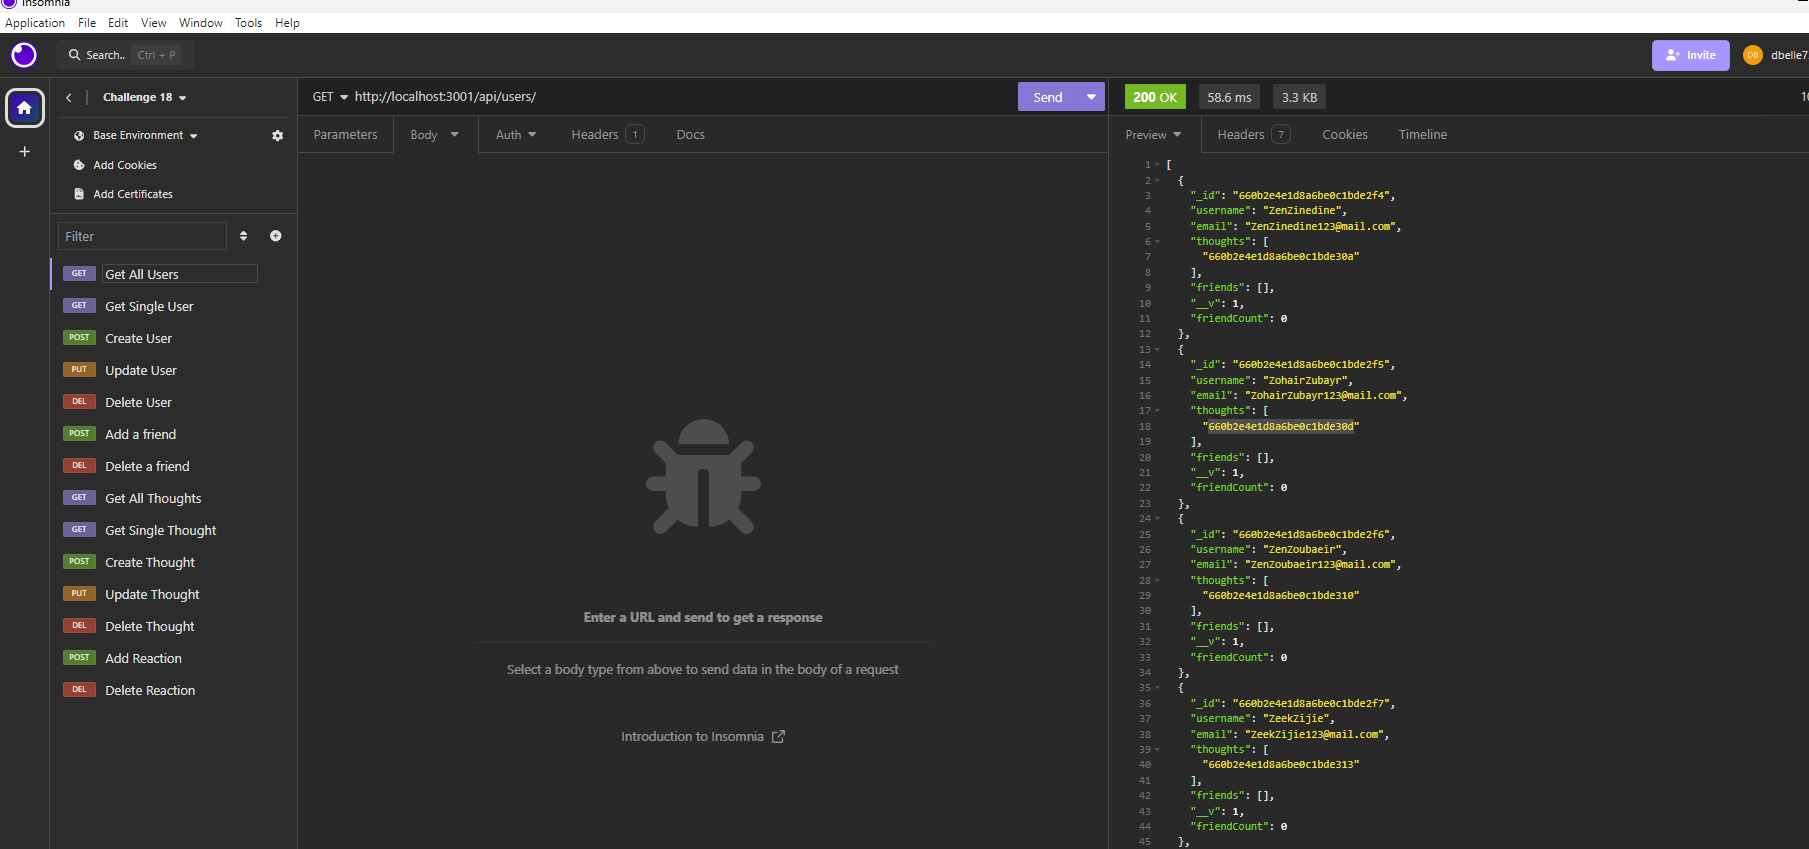 Insomnia
Application File Edit View Window Tools Help
Search.. Ctrl + P
Invite
DB dbelle7
Challenge 18
Base Environment
Add Cookies
Add Certificates
Filter
GET Get All Users
GET Get Single User
POST Create User
PUT Update User
DEL Delete User
POST Add a friend
DEL Delete a friend
GET Get All Thoughts
GET Get Single Thought
POST Create Thought
PUT Update Thought
DEL Delete Thought
POST Add Reaction
DEL Delete Reaction
GET http://localhost:3001/api/users/ Send
Parameters Body Auth Headers 1 Docs
Enter a URL and send to get a response
Select a body type from above to send data in the body of a request
Introduction to Insomnia
200 OK 58.6 ms 3.3 KB
Preview Headers 7 Cookies Timeline
1 [
2 {
3 "_id": "660b2e4e1d8a6be0c1bde2f4",
4 "username": "ZenZinedine",
5 "email": "ZenZinedine123@mail.com",
6 "thoughts": [
7 "660b2e4e1d8a6be0c1bde30a"
8 ],
9 "friends": [],
10 "__v": 1,
11 "friendCount": 0
12 },
13 {
14 "_id": "660b2e4e1d8a6be0c1bde2f5",
15 "username": "ZohairZubayr",
16 "email": "ZohairZubayr123@mail.com",
17 "thoughts": [
18 "660b2e4e1d8a6be0c1bde30d"
19 ],
20 "friends": [],
21 "__v": 1,
22 "friendCount": 0
23 },
24 {
25 "_id": "660b2e4e1d8a6be0c1bde2f6",
26 "username": "ZenZoubaeir",
27 "email": "ZenZoubaeir123@mail.com",
28 "thoughts": [
29 "660b2e4e1d8a6be0c1bde310"
30 ],
31 "friends": [],
32 "__v": 1,
33 "friendCount": 0
34 },
35 {
36 "_id": "660b2e4e1d8a6be0c1bde2f7",
37 "username": "ZeekZijie",
38 "email": "ZeekZijie123@mail.com",
39 "thoughts": [
40 "660b2e4e1d8a6be0c1bde313"
41 ],
42 "friends": [],
43 "__v": 1,
44 "friendCount": 0
45 },